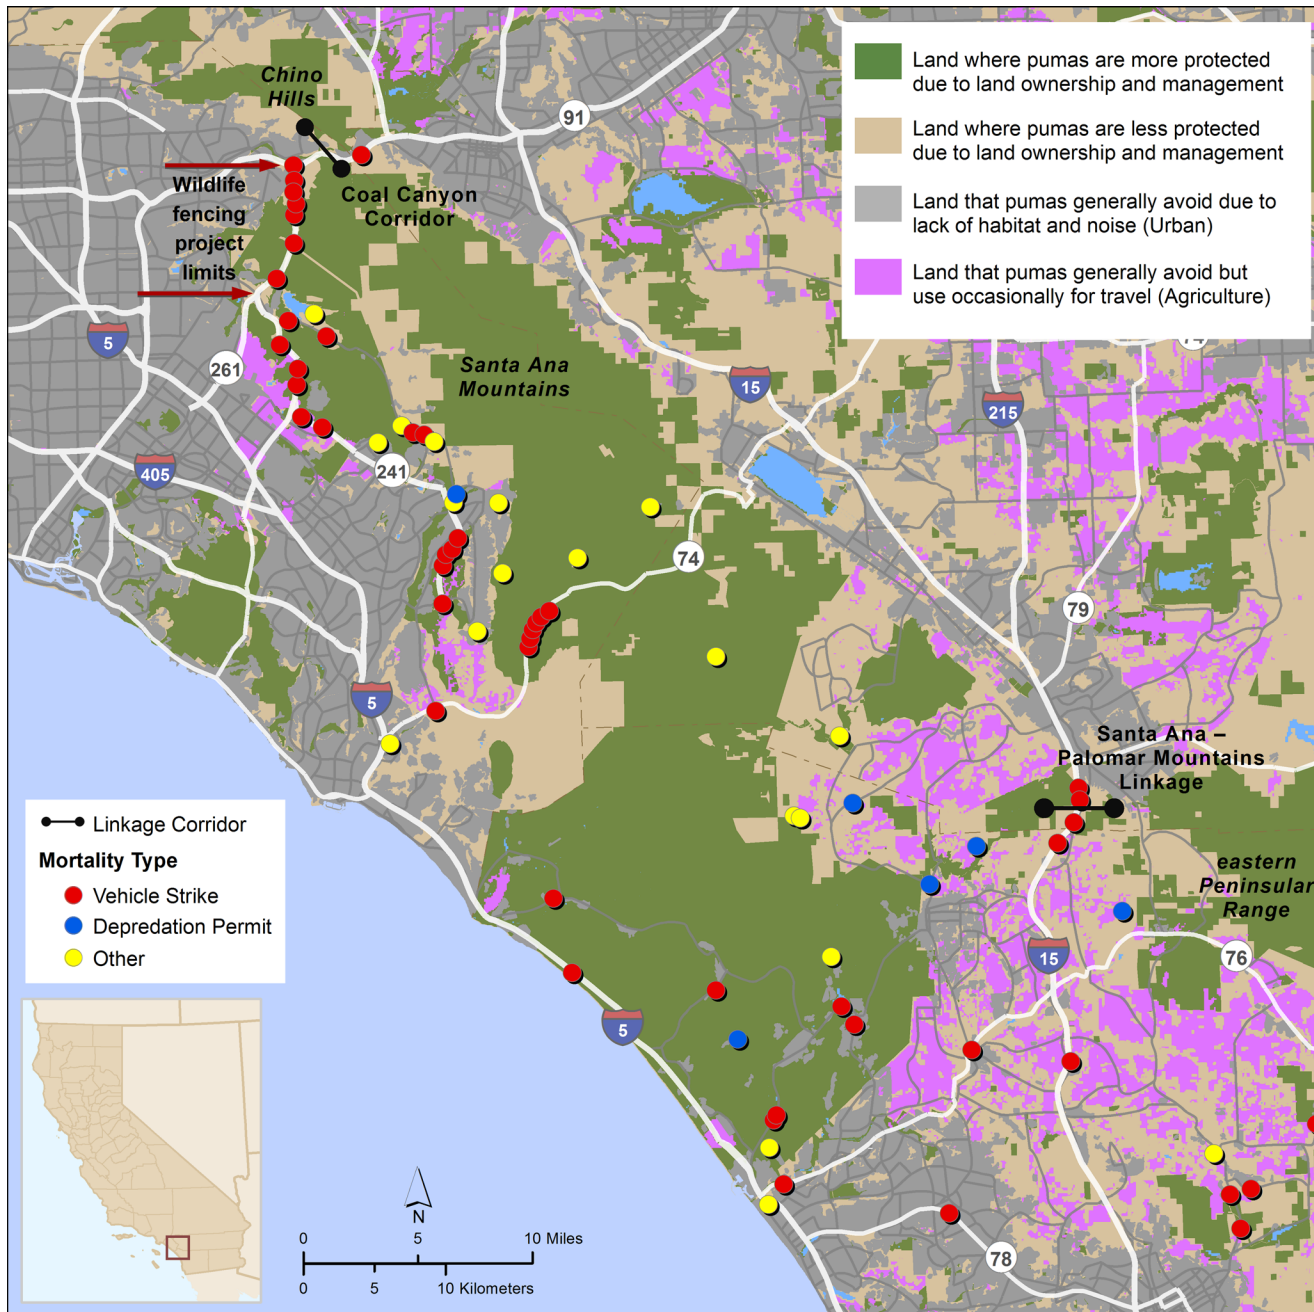 Chino
Hills
91
Land where pumas are more protected
due to land ownership and management
Land where pumas are less protected
due to land ownership and management
Land that pumas generally avoid due to
lack of habitat and noise (Urban)
Land that pumas generally avoid but
use occasionally for travel (Agriculture)
Wildlife
fencing
project
limits
Coal Canyon
Corridor
5
261
Santa Ana
Mountains
15
215
405
241
74
79
5
Santa Ana –
Palomar Mountains
Linkage
Linkage Corridor
Mortality Type
Vehicle Strike
Depredation Permit
Other
eastern
Peninsular
Range
15
76
5
N
0 5 10 Miles
0 5 10 Kilometers
78